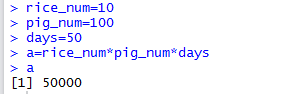 > rice_num=10
> pig_num=100
> days=50
> a=rice_num*pig_num*days
> a
[1] 50000